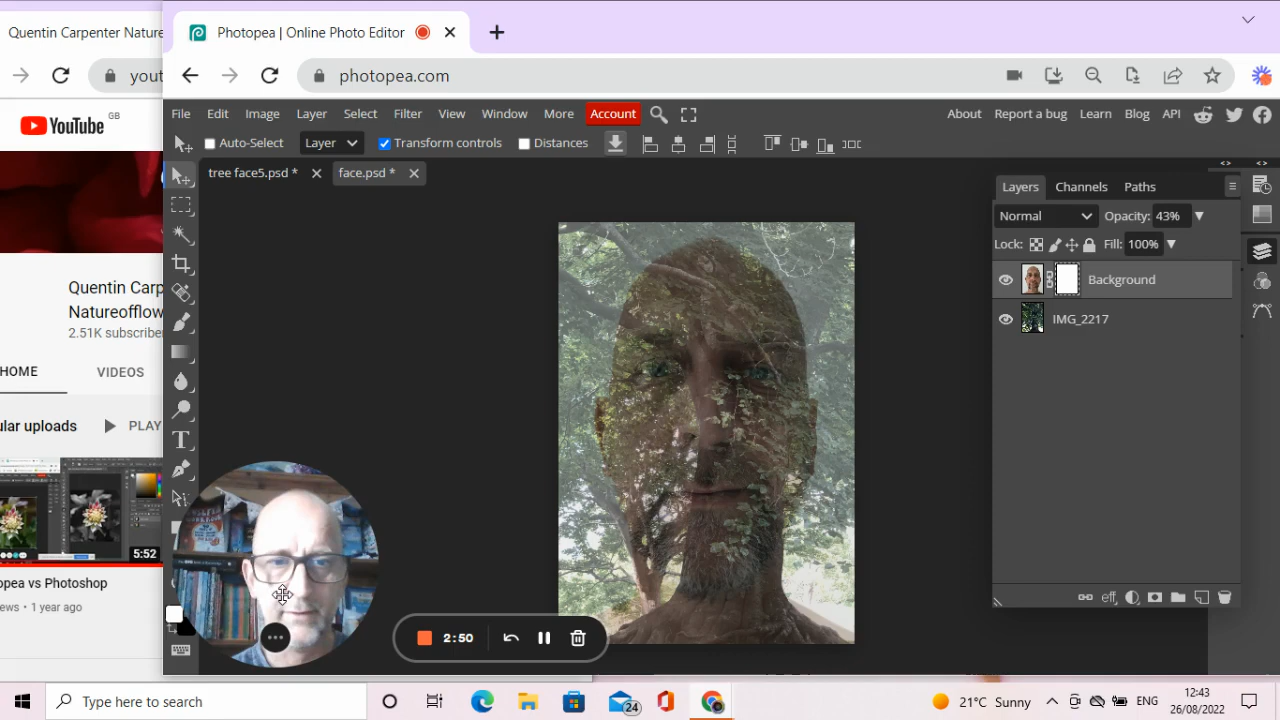 Quentin Carpenter Nature
Photopea | Online Photo Editor
yout
photopea.com
YouTube GB
File Edit Image Layer Select Filter View Window More Account
About Report a bug Learn Blog API
Auto-Select Layer Transform controls Distances
tree face5.psd *
face.psd *
Layers Channels Paths
Normal Opacity: 43%
Lock: Fill: 100%
Background
IMG_2217
Quentin Carp
Natureofflow
2.51K subscribe
HOME VIDEOS
ular uploads PLAY
5:52
opea vs Photoshop
ews • 1 year ago
2:50
Type here to search
24
21°C Sunny
ENG
12:43
26/08/2022